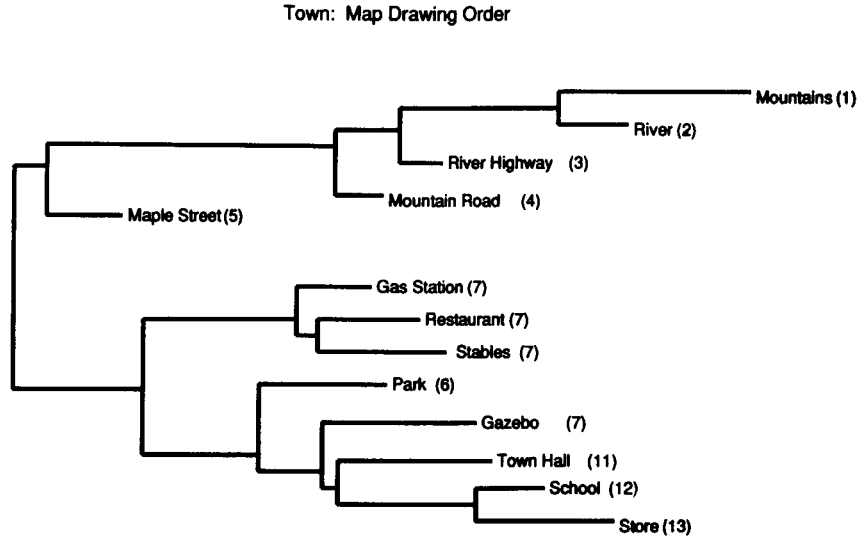 Town: Map Drawing Order
Mountains (1)
River (2)
River Highway (3)
Mountain Road (4)
Maple Street (5)
Gas Station (7)
Restaurant (7)
Stables (7)
Park (6)
Gazebo (7)
Town Hall (11)
School (12)
Store (13)